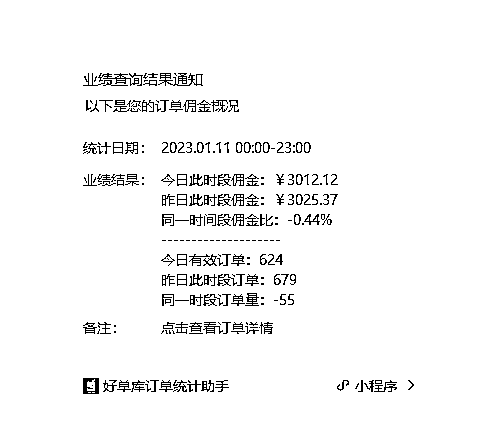 业绩查询结果通知
以下是您的订单佣金概况
统计日期： 2023.01.11 00:00-23:00
业绩结果： 今日此时段佣金：￥3012.12
昨日此时段佣金：￥3025.37
同一时间段佣金比：-0.44%
--------------------
今日有效订单：624
昨日此时段订单：679
同一时段订单量：-55
备注： 点击查看订单详情
好单库订单统计助手 小程序 >